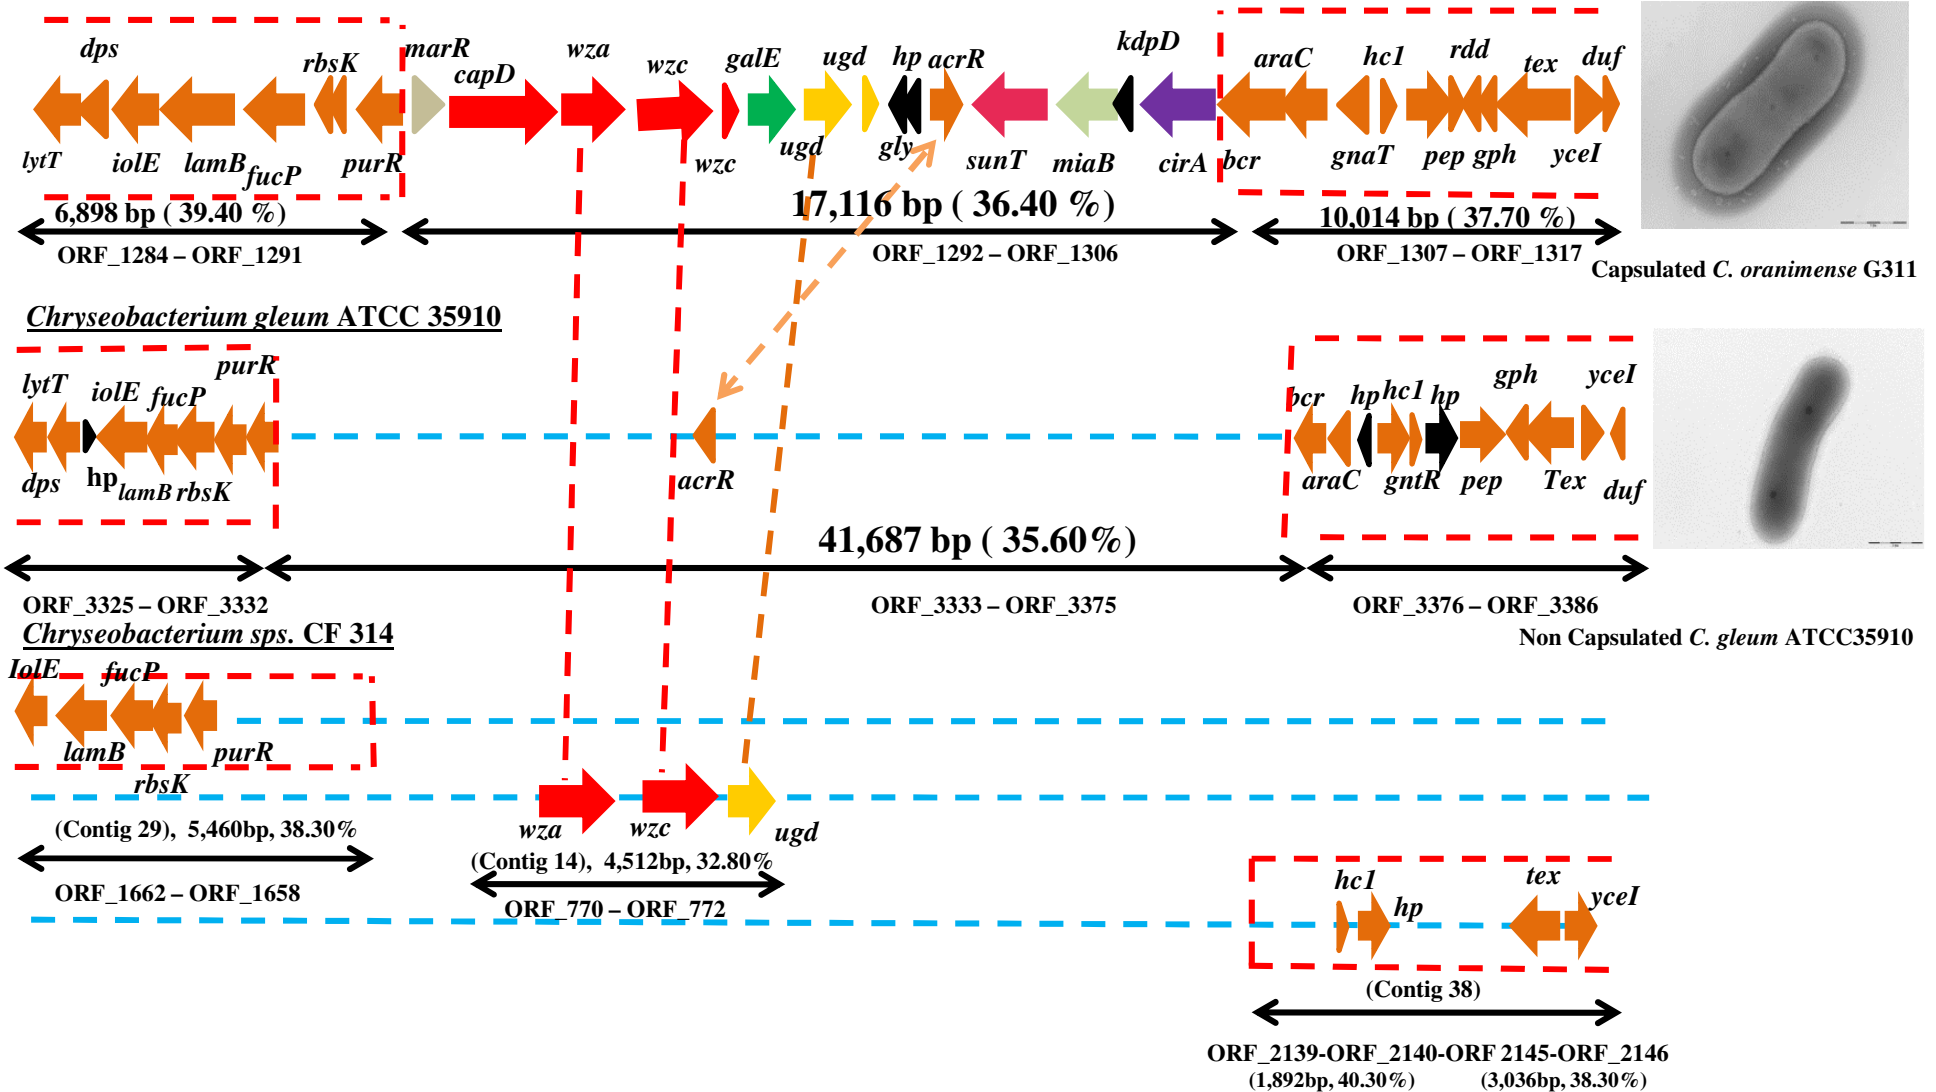 dps
rbsK
marR
capD
wza
wzc
galE
ugd
hp
acrR
kdpD
araC
hc1
rdd
tex
duf
lytT
iolE
lamB
fucP
purR
wzc
ugd
gly
sunT
miaB
cirA
bcr
gnaT
pep
gph
yceI
6,898 bp ( 39.40 %)
17,116 bp ( 36.40 %)
10,014 bp ( 37.70 %)
ORF_1284 – ORF_1291
ORF_1292 – ORF_1306
ORF_1307 – ORF_1317
Capsulated C. oranimense G311
Chryseobacterium gleum ATCC 35910
lytT
iolE
fucP
purR
bcr
hp
hc1
hp
gph
yceI
dps
hp
lamB
rbsK
acrR
araC
gntR
pep
Tex
duf
41,687 bp ( 35.60%)
ORF_3325 – ORF_3332
ORF_3333 – ORF_3375
ORF_3376 – ORF_3386
Non Capsulated C. gleum ATCC35910
Chryseobacterium sps. CF 314
IolE
fucP
lamB
rbsK
purR
wza
wzc
ugd
(Contig 29), 5,460bp, 38.30%
(Contig 14), 4,512bp, 32.80%
ORF_1662 – ORF_1658
ORF_770 – ORF_772
hc1
hp
tex
yceI
(Contig 38)
ORF_2139-ORF_2140-ORF 2145-ORF_2146
(1,892bp, 40.30%)
(3,036bp, 38.30%)